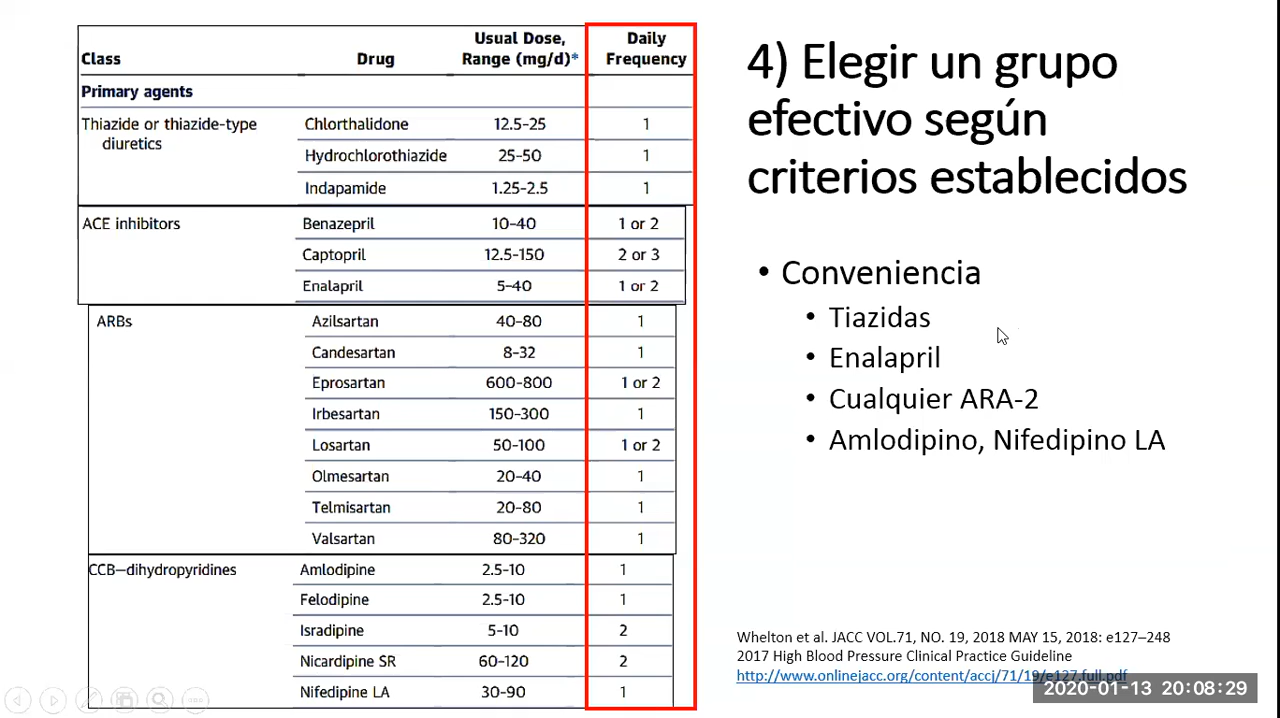 Class Drug Usual Dose, Range (mg/d)* Daily Frequency
Primary agents
Thiazide or thiazide-type diuretics Chlorthalidone 12.5-25 1
Hydrochlorothiazide 25-50 1
Indapamide 1.25-2.5 1
ACE inhibitors Benazepril 10-40 1 or 2
Captopril 12.5-150 2 or 3
Enalapril 5-40 1 or 2
ARBs Azilsartan 40-80 1
Candesartan 8-32 1
Eprosartan 600-800 1 or 2
Irbesartan 150-300 1
Losartan 50-100 1 or 2
Olmesartan 20-40 1
Telmisartan 20-80 1
Valsartan 80-320 1
CCB—dihydropyridines Amlodipine 2.5-10 1
Felodipine 2.5-10 1
Isradipine 5-10 2
Nicardipine SR 60-120 2
Nifedipine LA 30-90 1
4) Elegir un grupo
efectivo según
criterios establecidos
• Conveniencia
• Tiazidas
• Enalapril
• Cualquier ARA-2
• Amlodipino, Nifedipino LA
Whelton et al. JACC VOL.71, NO. 19, 2018 MAY 15, 2018: e127–248
2017 High Blood Pressure Clinical Practice Guideline
http://www.onlinejacc.org/content/accj/71/19/e127.full.pdf
2020-01-13 20:08:29